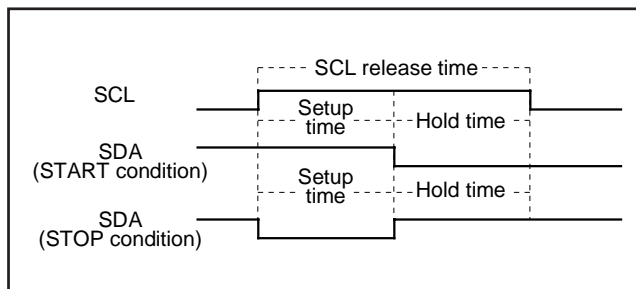 SCL release time
SCL
Setup
time
Hold time
SDA
(START condition)
Setup
time
Hold time
SDA
(STOP condition)